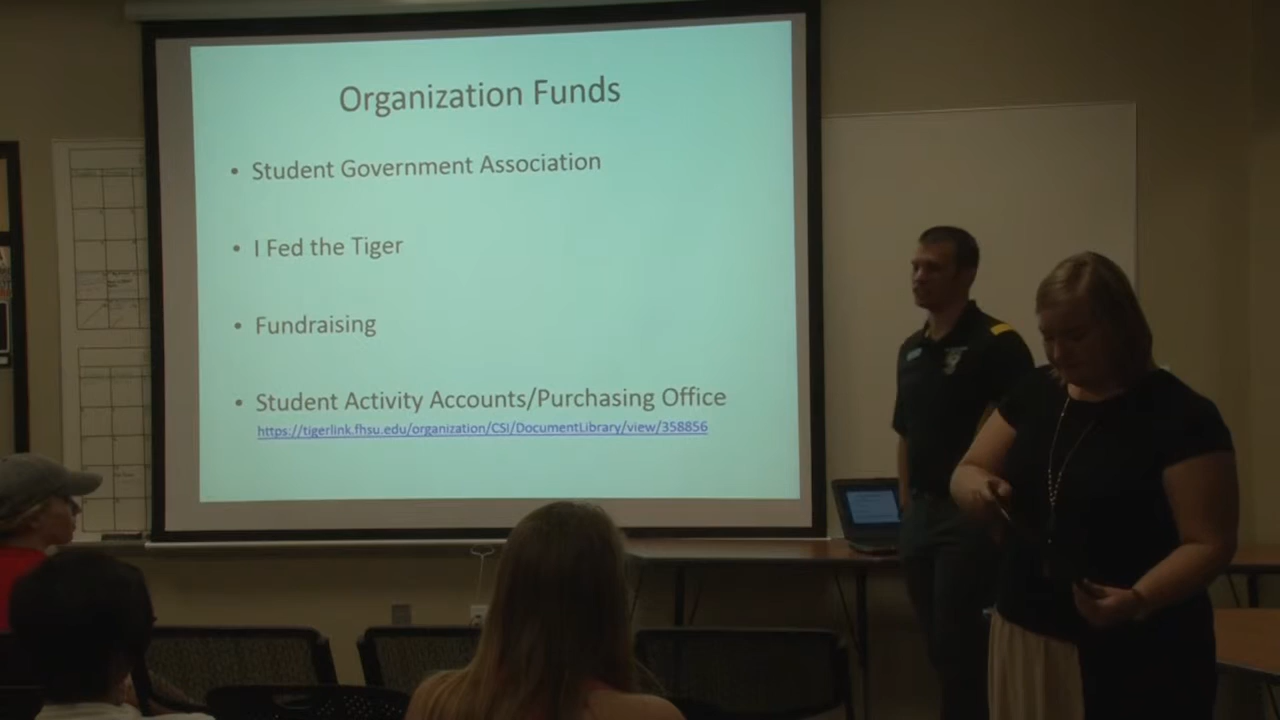 Organization Funds
• Student Government Association
• I Fed the Tiger
• Fundraising
• Student Activity Accounts/Purchasing Office
https://tigerlink.fhsu.edu/organization/CSI/DocumentLibrary/view/358856